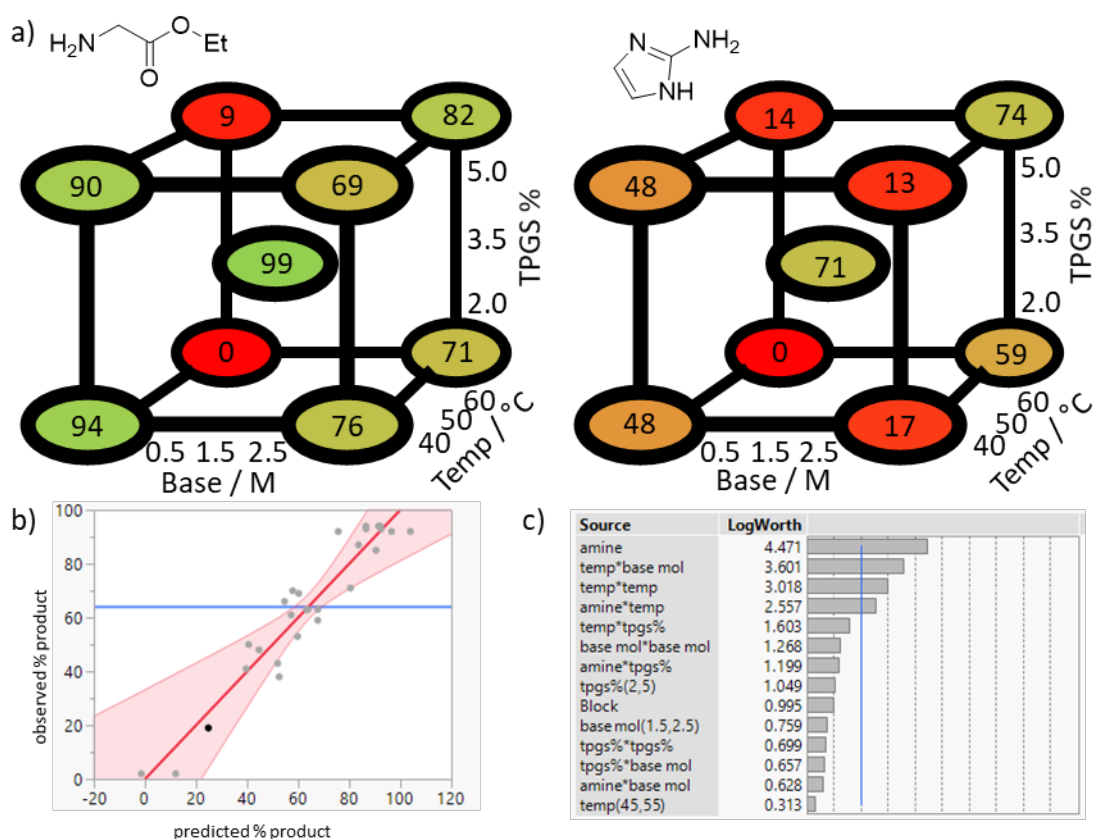 a)
H₂N
O
O
Et
N
NH₂
NH
9
82
90
69
99
0
71
94
76
5.0
3.5
2.0
TPGS %
0.5 1.5 2.5
Base / M
40 50 60
Temp / °C
14
74
48
13
71
0
59
48
17
5.0
3.5
2.0
TPGS %
0.5 1.5 2.5
Base / M
40 50 60
Temp / °C
b)
observed % product
100
80
60
40
20
0
-20 0 20 40 60 80 100 120
predicted % product
c)
Source LogWorth
amine 4.471
temp*base mol 3.601
temp*temp 3.018
amine*temp 2.557
temp*tpgs% 1.603
base mol*base mol 1.268
amine*tpgs% 1.199
tpgs%(2,5) 1.049
Block 0.995
base mol(1.5,2.5) 0.759
tpgs%*tpgs% 0.699
tpgs%*base mol 0.657
amine*base mol 0.628
temp(45,55) 0.313